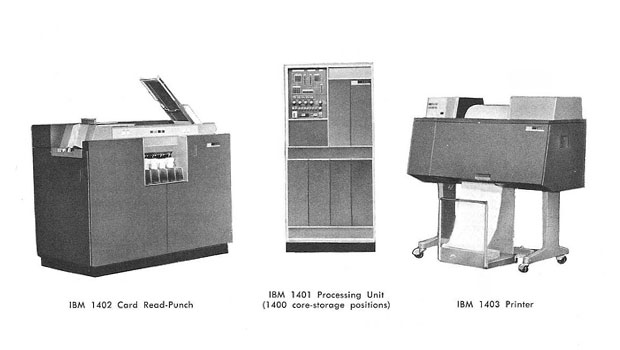 IBM 1402 Card Read-Punch
IBM 1401 Processing Unit
(1400 core-storage positions)
IBM 1403 Printer